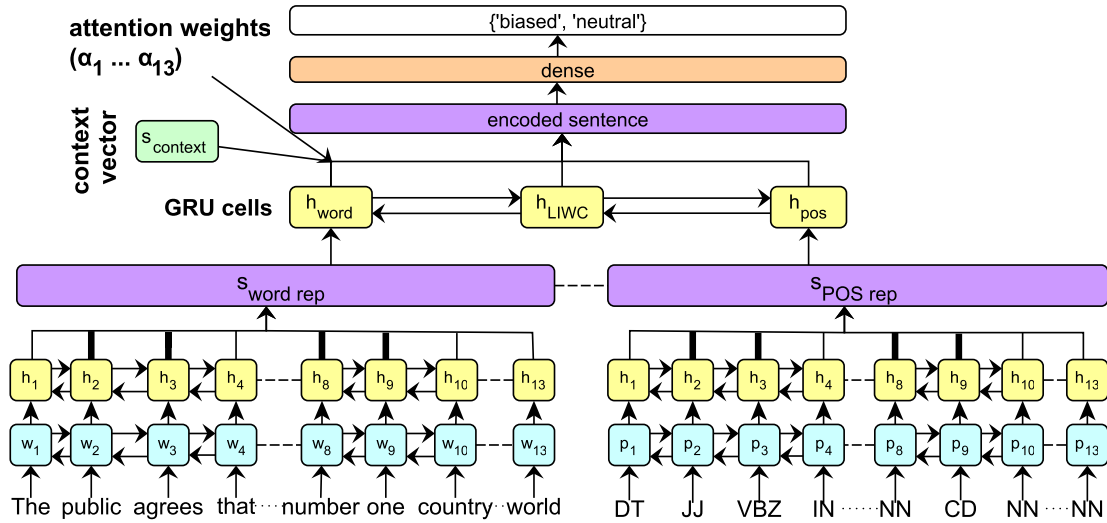 {'biased', 'neutral'}
attention weights
(α1 ... α13)
dense
encoded sentence
context
vector
scontext
GRU cells
hword
hLIWC
hpos
sword rep
sPOS rep
h1 h2 h3 h4 h8 h9 h10 h13 h1 h2 h3 h4 h8 h9 h10 h13
w1 w2 w3 w4 w8 w9 w10 w13 p1 p2 p3 p4 p8 p9 p10 p13
The public agrees that ..... number one country .. world DT JJ VBZ IN ...... NN CD NN ..... NN